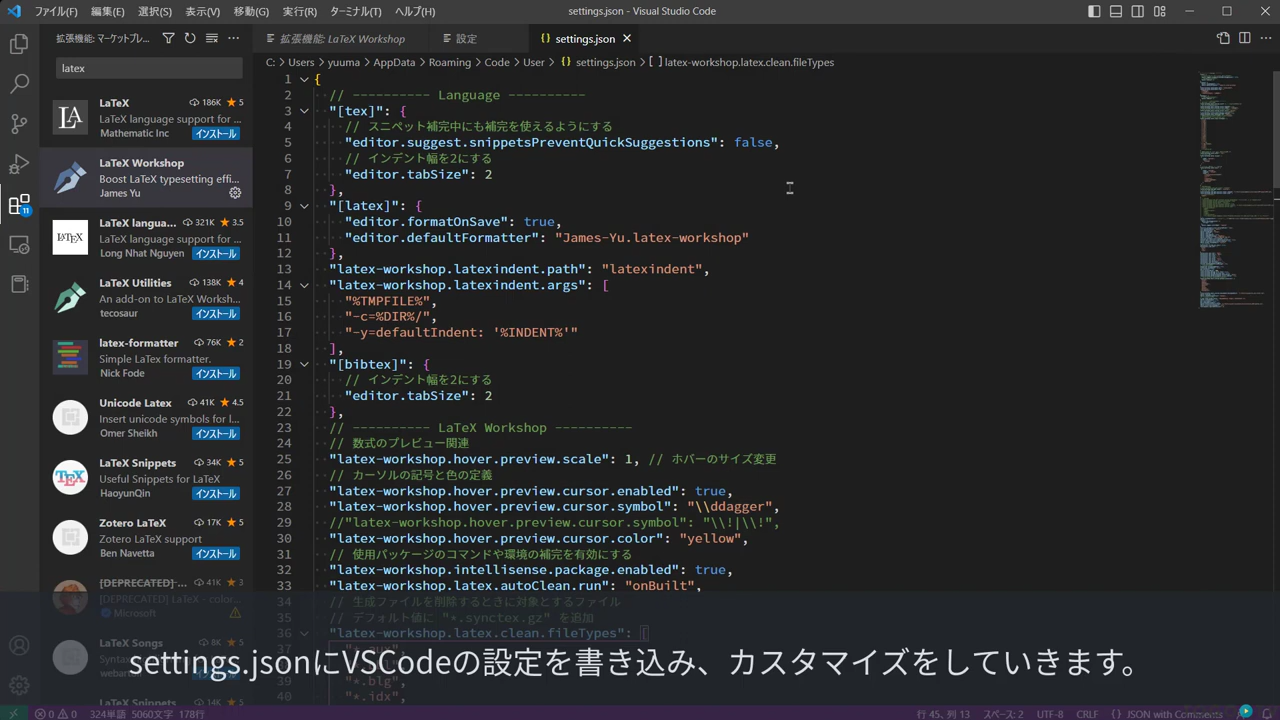 ファイル(F) 編集(E) 選択(S) 表示(V) 移動(G) 実行(R) ターミナル(T) ヘルプ(H) settings.json - Visual Studio Code
拡張機能: マーケットプレ...
拡張機能: LaTeX Workshop 設定 settings.json
latex
C: > Users > yuuma > AppData > Roaming > Code > User > {} settings.json > [ ] latex-workshop.latex.clean.fileTypes
LaTeX 186K ★ 5
LaTeX language support for ...
Mathematic Inc インストール
LaTeX Workshop
Boost LaTeX typesetting effi...
James Yu
LaTeX langua... 321K ★ 3.5
LaTeX language support for ...
Long Nhat Nguyen インストール
LaTeX Utilities 138K ★ 4
An add-on to LaTeX Worksh...
tecosaur インストール
latex-formatter 76K ★ 2
Simple LaTex formatter.
Nick Fode インストール
Unicode Latex 41K ★ 4.5
Insert unicode symbols for l...
Omer Sheikh インストール
LaTeX Snippets 34K ★ 5
Useful Snippets for LaTeX
HaoyunQin インストール
Zotero LaTeX 17K ★ 5
Zotero LaTeX support
Ben Navetta インストール
[DEPRECATED] ... 41K ★ 3
[DEPRECATED] LaTeX - colo...
Microsoft
LaTeX Songs 8K ★ 5
LaTeX Snippets 11K ★ 5
11
1 {
2 // ---------- Language ----------
3 "[tex]": {
4 // スニペット補完中にも補完を使えるようにする
5 "editor.suggest.snippetsPreventQuickSuggestions": false,
6 // インデント幅を2にする
7 "editor.tabSize": 2
8 },
9 "[latex]": {
10 "editor.formatOnSave": true,
11 "editor.defaultFormatter": "James-Yu.latex-workshop"
12 },
13 "latex-workshop.latexindent.path": "latexindent",
14 "latex-workshop.latexindent.args": [
15 "%TMPFILE%",
16 "-c=%DIR%/",
17 "-y=defaultIndent: '%INDENT%'"
18 ],
19 "[bibtex]": {
20 // インデント幅を2にする
21 "editor.tabSize": 2
22 },
23 // ---------- LaTeX Workshop ----------
24 // 数式のプレビュー関連
25 "latex-workshop.hover.preview.scale": 1, // ホバーのサイズ変更
26 // カーソルの記号と色の定義
27 "latex-workshop.hover.preview.cursor.enabled": true,
28 "latex-workshop.hover.preview.cursor.symbol": "\\ddagger",
29 //"latex-workshop.hover.preview.cursor.symbol": "\\!|\\!",
30 "latex-workshop.hover.preview.cursor.color": "yellow",
31 // 使用パッケージのコマンドや環境の補完を有効にする
32 "latex-workshop.intellisense.package.enabled": true,
33 "latex-workshop.latex.autoClean.run": "onBuilt",
34 // 生成ファイルを削除するときに対象とするファイル
35 // デフォルト値に "*.synctex.gz" を追加
36 "latex-workshop.latex.clean.fileTypes": [
37 "*.aux",
38
39 "*.blg",
40 "*.idx",
settings.jsonにVSCodeの設定を書き込み、カスタマイズをしていきます。
0 0 324単語 5060文字 178行 行 45、列 13 スペース: 2 UTF-8 CRLF {} JSON with Comments